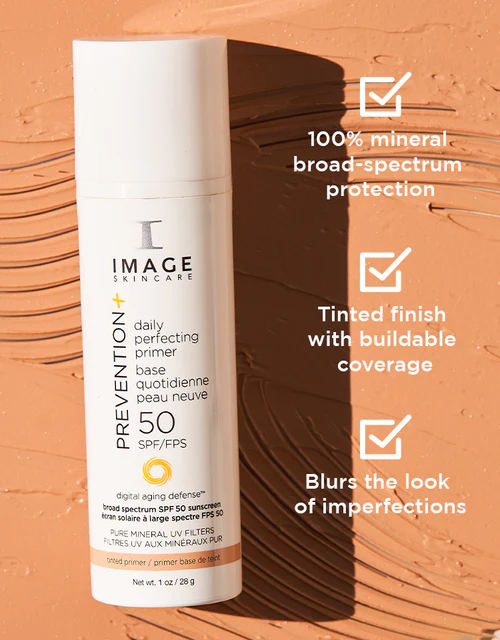 IMAGE
SKINCARE
PREVENTION+
daily
perfecting
primer
base
quotidienne
peau neuve
50
SPF/FPS
digital aging defense™
broad spectrum SPF 50 sunscreen
écran solaire à large spectre FPS 50
PURE MINERAL UV FILTERS
FILTRES UV AUX MINÉRAUX PUR
tinted primer / primer base de teint
Net wt. 1 oz / 28 g
100% mineral
broad-spectrum
protection
Tinted finish
with buildable
coverage
Blurs the look
of imperfections